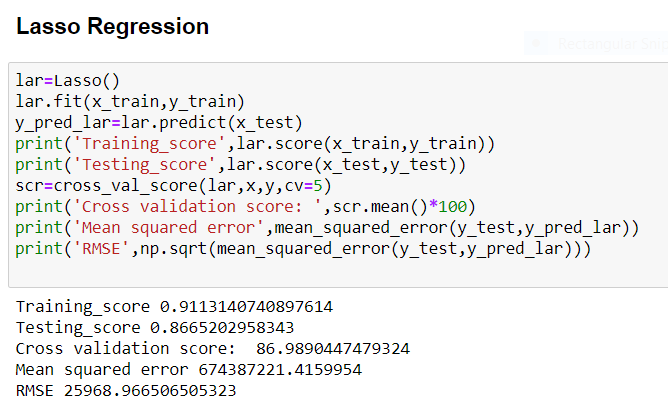 Lasso Regression
Rectangular Snip
lar=Lasso()
lar.fit(x_train,y_train)
y_pred_lar=lar.predict(x_test)
print('Training_score',lar.score(x_train,y_train))
print('Testing_score',lar.score(x_test,y_test))
scr=cross_val_score(lar,x,y,cv=5)
print('Cross validation score: ',scr.mean()*100)
print('Mean squared error',mean_squared_error(y_test,y_pred_lar))
print('RMSE',np.sqrt(mean_squared_error(y_test,y_pred_lar)))
Training_score 0.9113140740897614
Testing_score 0.8665202958343
Cross validation score:  86.9890447479324
Mean squared error 674387221.4159954
RMSE 25968.966506505323